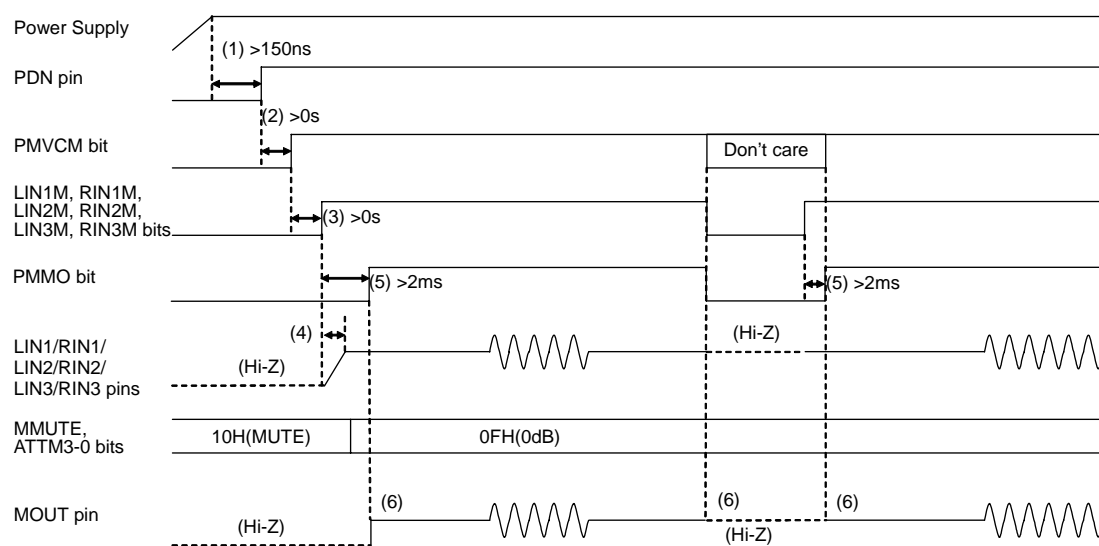 Power Supply
(1) >150ns
PDN pin
(2) >0s
PMVCM bit
Don't care
LIN1M, RIN1M,
LIN2M, RIN2M,
LIN3M, RIN3M bits
(3) >0s
PMMO bit
(5) >2ms
(5) >2ms
(4)
(Hi-Z)
LIN1/RIN1/
LIN2/RIN2/
LIN3/RIN3 pins
(Hi-Z)
MMUTE,
ATTM3-0 bits
10H(MUTE)
0FH(0dB)
(6)
(6)
(6)
MOUT pin
(Hi-Z)
(Hi-Z)